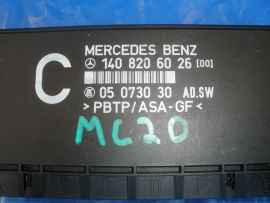 C
MERCEDES BENZ
140 820 60 26 [00]
05 0730 30 AD.SW
>PBTP/ASA-GF<
MC20